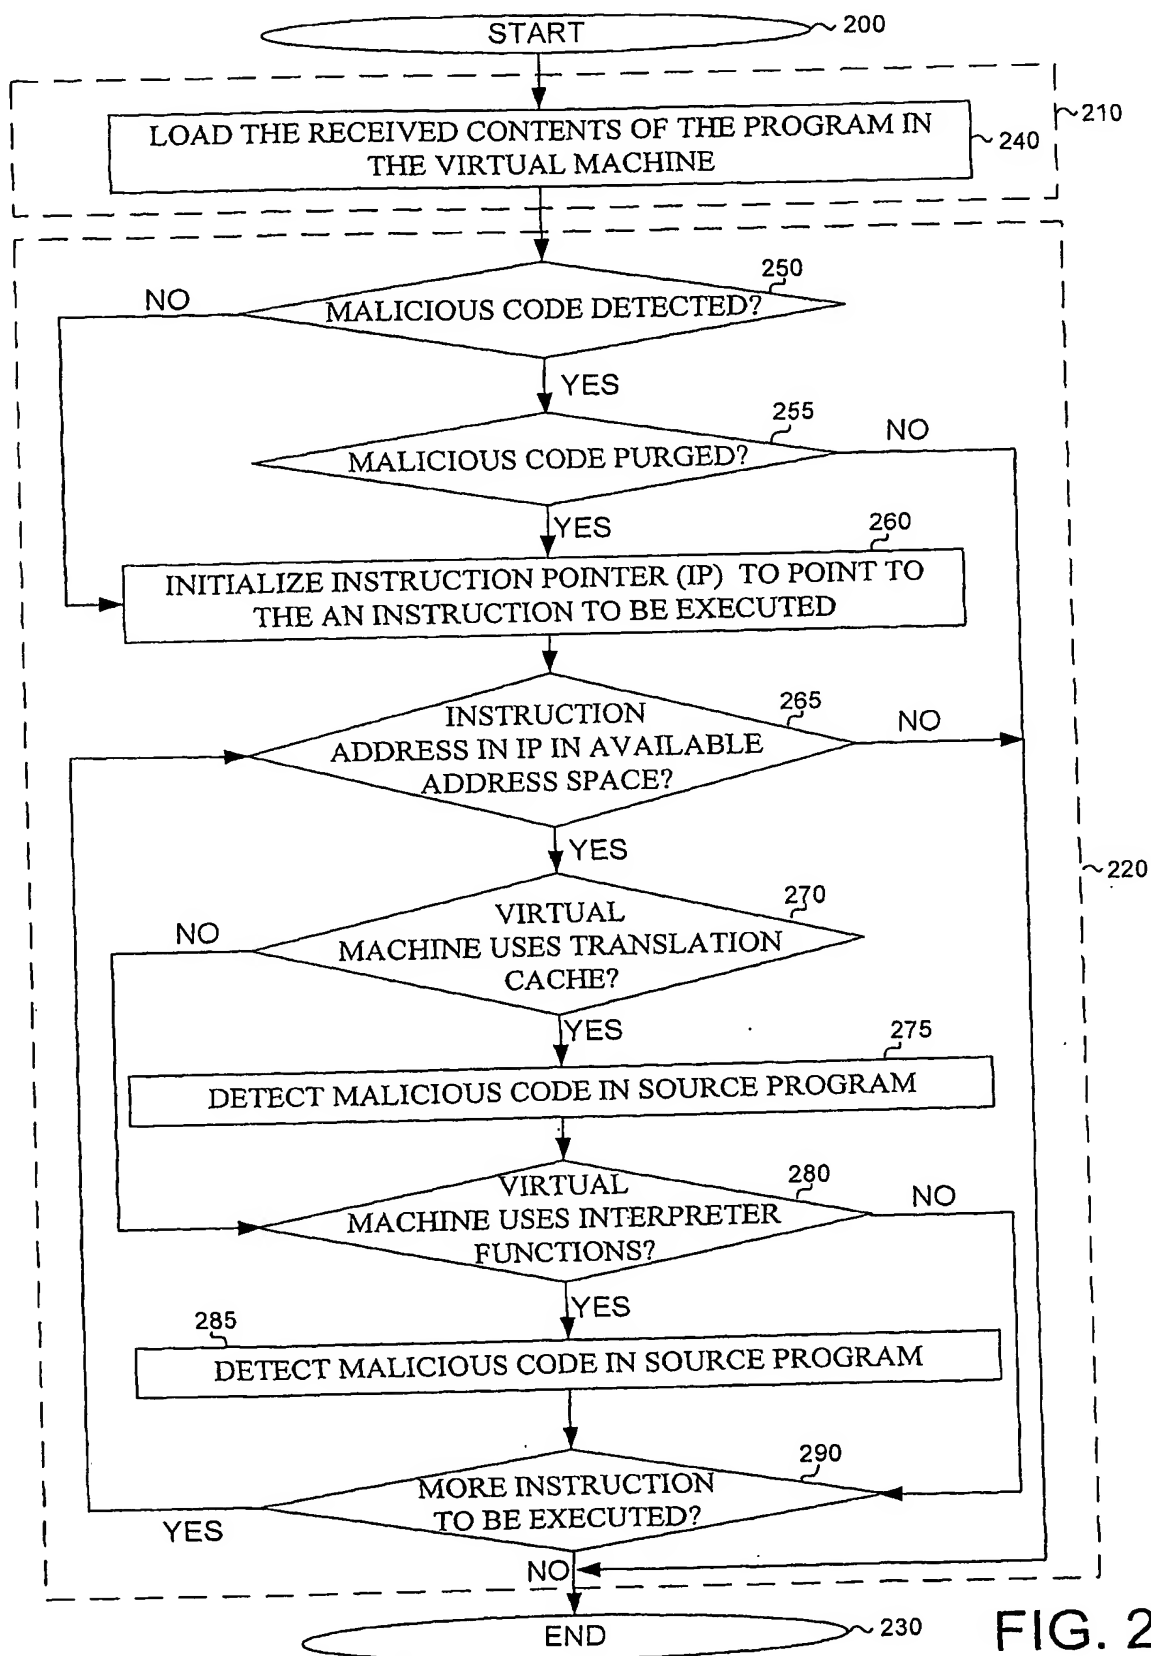 START
200
210
LOAD THE RECEIVED CONTENTS OF THE PROGRAM IN
THE VIRTUAL MACHINE
240
250
NO
MALICIOUS CODE DETECTED?
YES
255
NO
MALICIOUS CODE PURGED?
YES
260
INITIALIZE INSTRUCTION POINTER (IP) TO POINT TO
THE AN INSTRUCTION TO BE EXECUTED
265
INSTRUCTION
ADDRESS IN IP IN AVAILABLE
ADDRESS SPACE?
NO
YES
220
270
NO
VIRTUAL
MACHINE USES TRANSLATION
CACHE?
YES
275
DETECT MALICIOUS CODE IN SOURCE PROGRAM
280
VIRTUAL
MACHINE USES INTERPRETER
FUNCTIONS?
NO
YES
285
DETECT MALICIOUS CODE IN SOURCE PROGRAM
290
MORE INSTRUCTION
TO BE EXECUTED?
YES
NO
END
230
FIG. 2